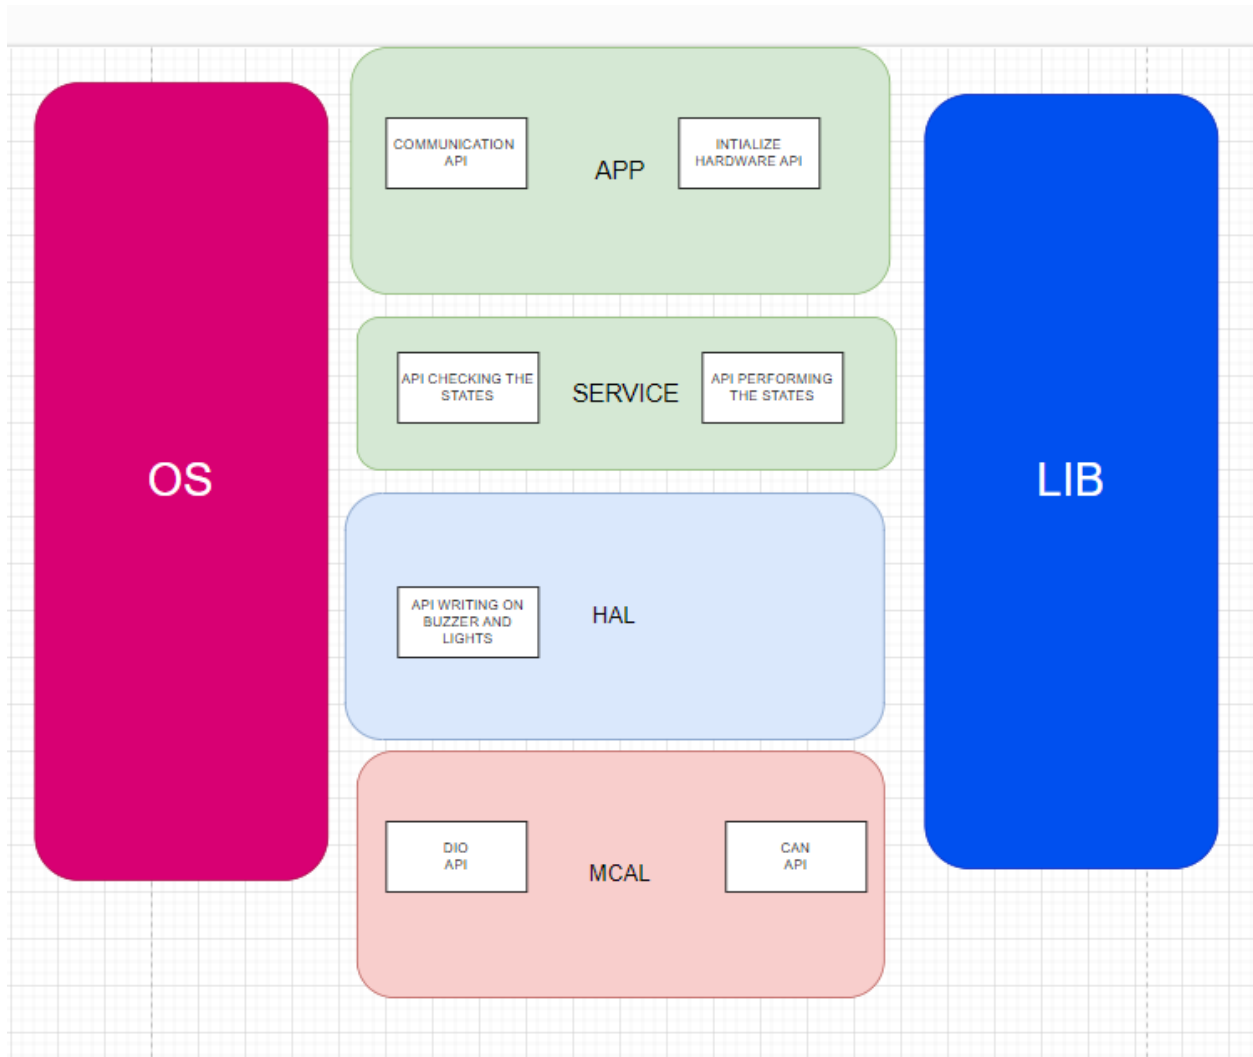 COMMUNICATION
API
APP
INTIALIZE
HARDWARE API
API CHECKING THE
STATES
SERVICE
API PERFORMING
THE STATES
OS
LIB
API WRITING ON
BUZZER AND
LIGHTS
HAL
DIO
API
MCAL
CAN
API